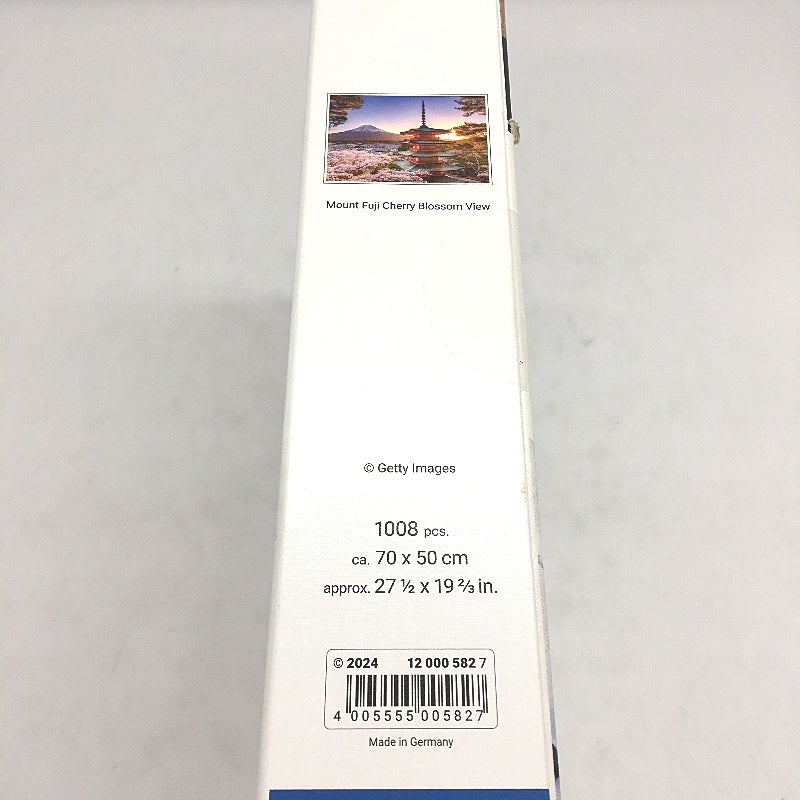 Mount Fuji Cherry Blossom View
© Getty Images
1008 pcs.
ca. 70 x 50 cm
approx. 27 ½ x 19 ⅔ in.
© 2024 12 000 582 7
4 005555 005827
Made in Germany